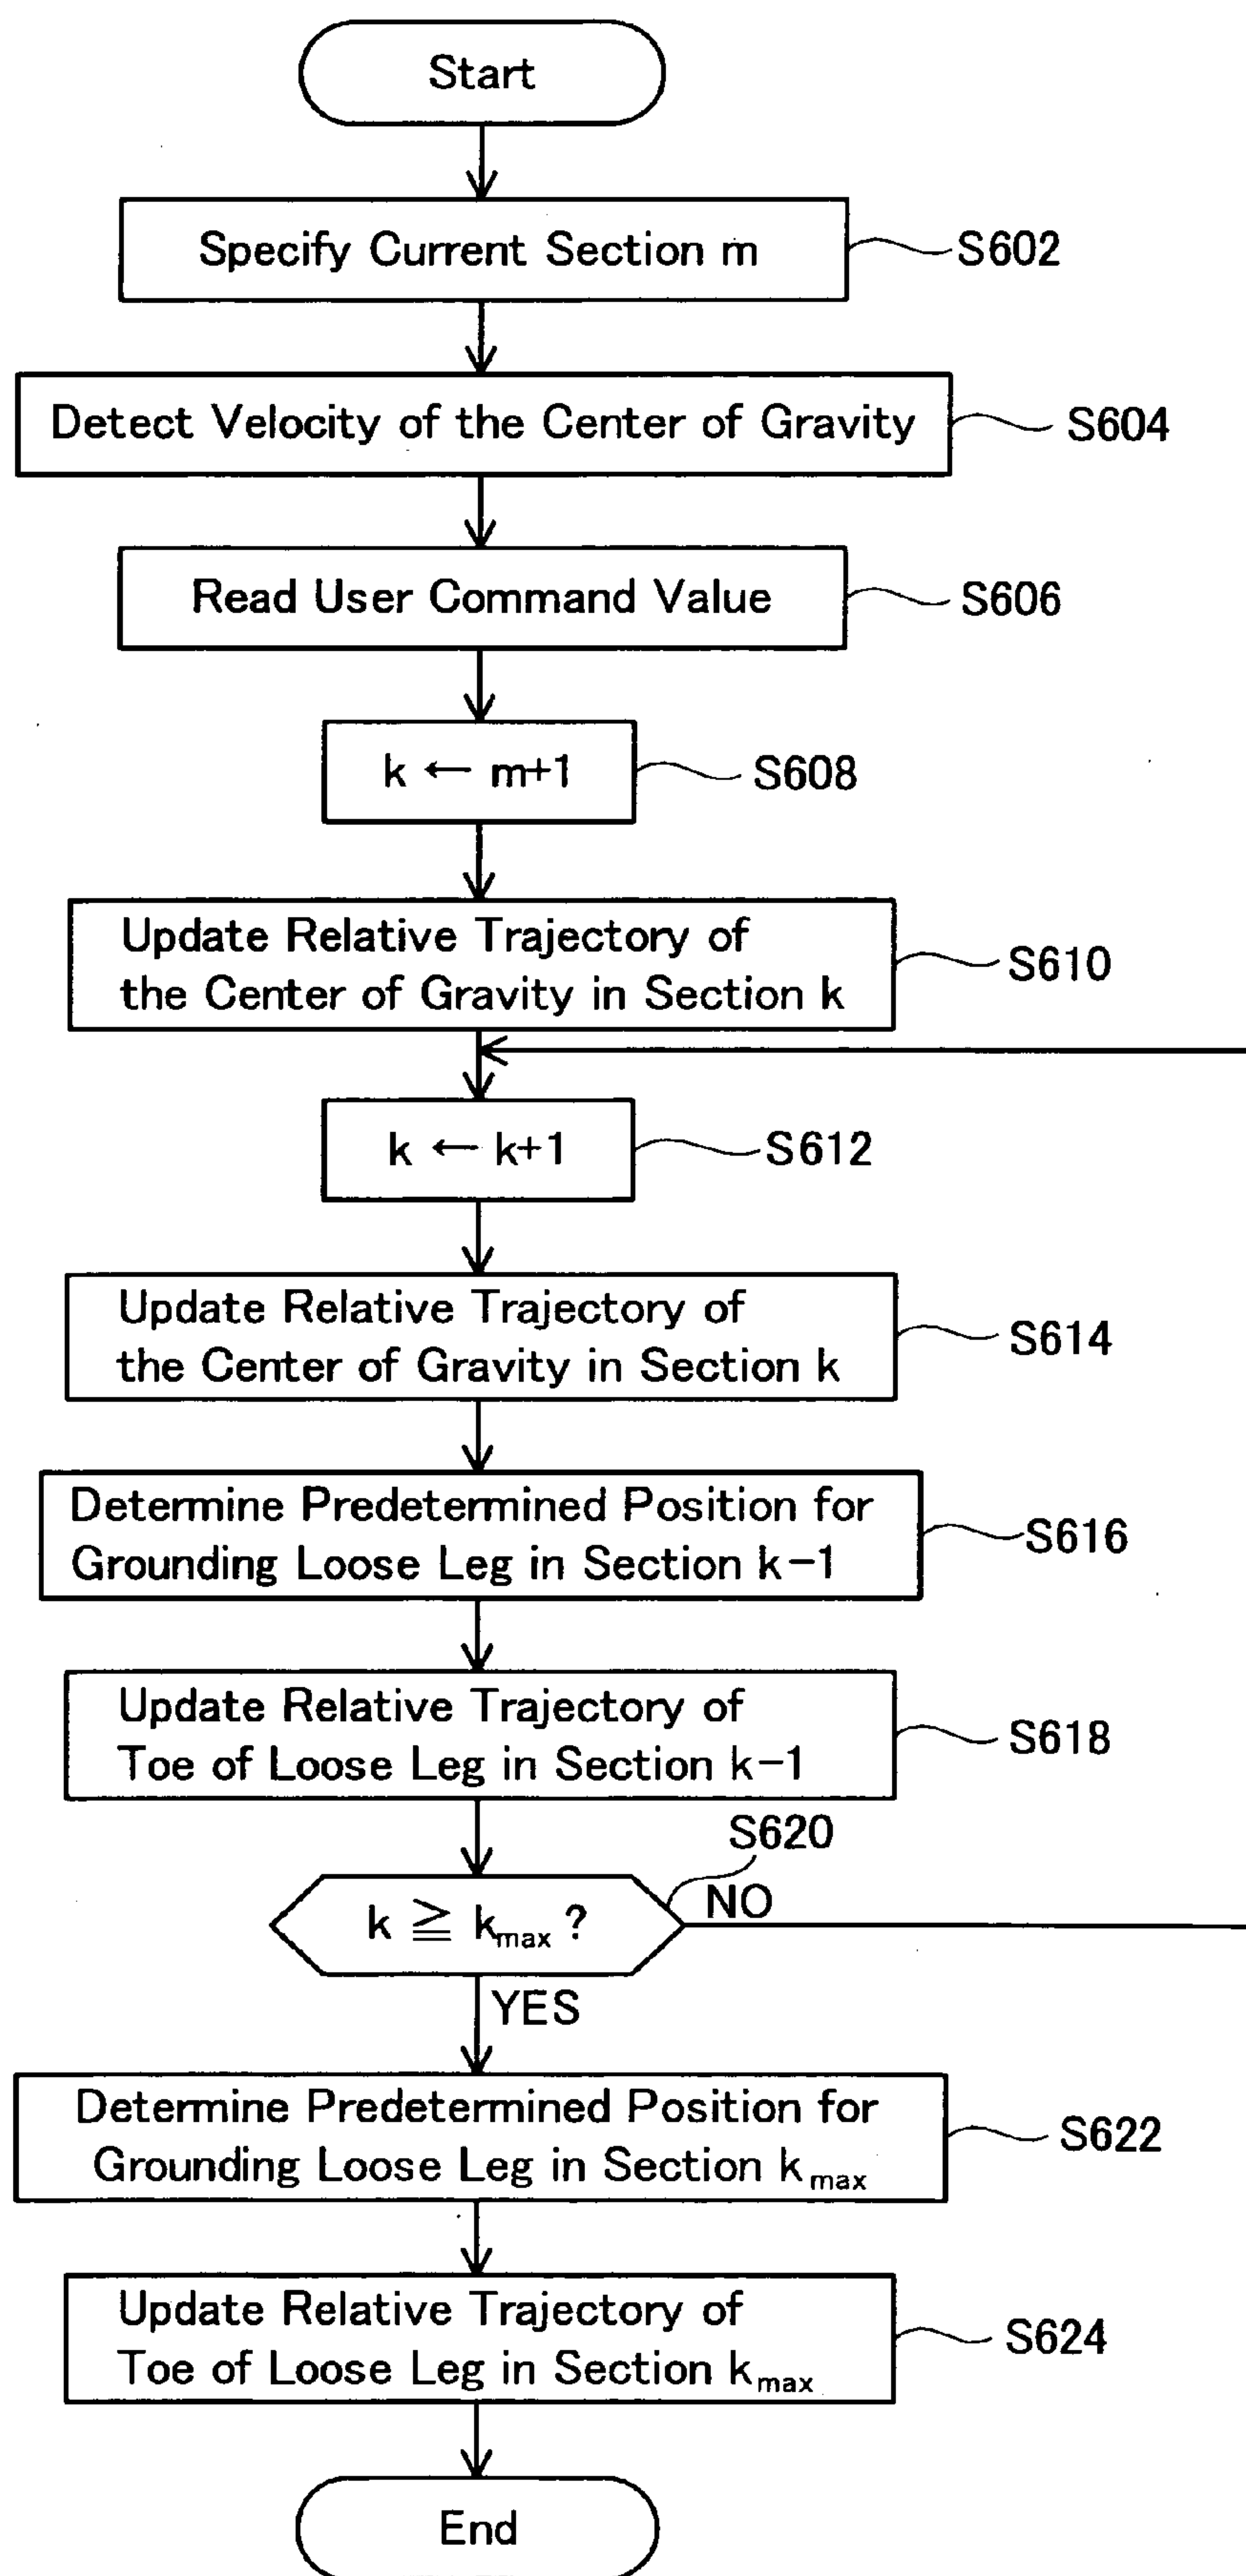 Start
Specify Current Section m
S602
Detect Velocity of the Center of Gravity
S604
Read User Command Value
S606
k ← m+1
S608
Update Relative Trajectory of
the Center of Gravity in Section k
S610
k ← k+1
S612
Update Relative Trajectory of
the Center of Gravity in Section k
S614
Determine Predetermined Position for
Grounding Loose Leg in Section k-1
S616
Update Relative Trajectory of
Toe of Loose Leg in Section k-1
S618
S620
k ≧ kmax ?
NO
YES
Determine Predetermined Position for
Grounding Loose Leg in Section kmax
S622
Update Relative Trajectory of
Toe of Loose Leg in Section kmax
S624
End